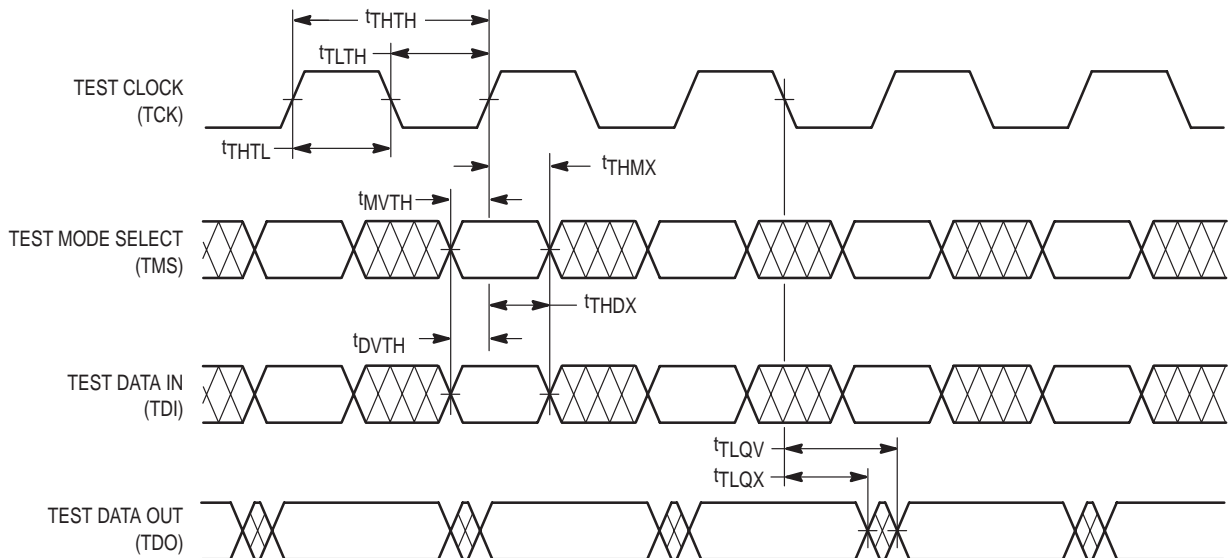 tTHTH
tTLTH
TEST CLOCK
(TCK)
tTHTL
tTHMX
tMVTH
TEST MODE SELECT
(TMS)
tTHDX
tDVTH
TEST DATA IN
(TDI)
tTLQV
tTLQX
TEST DATA OUT
(TDO)